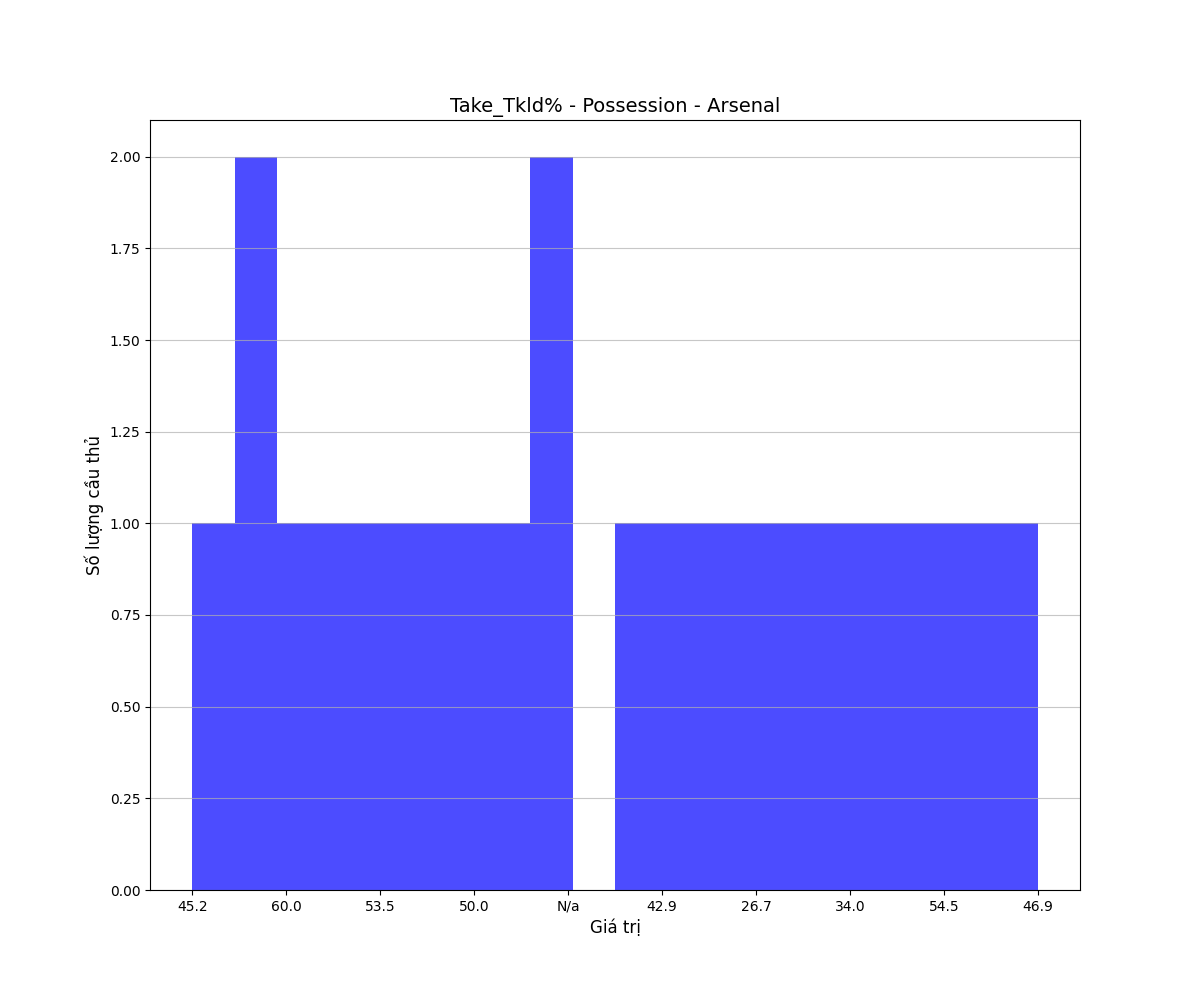 Take_Tkld% - Possession - Arsenal
Số lượng cầu thủ
2.00
1.75
1.50
1.25
1.00
0.75
0.50
0.25
0.00
45.2 60.0 53.5 50.0 N/a 42.9 26.7 34.0 54.5 46.9
Giá trị